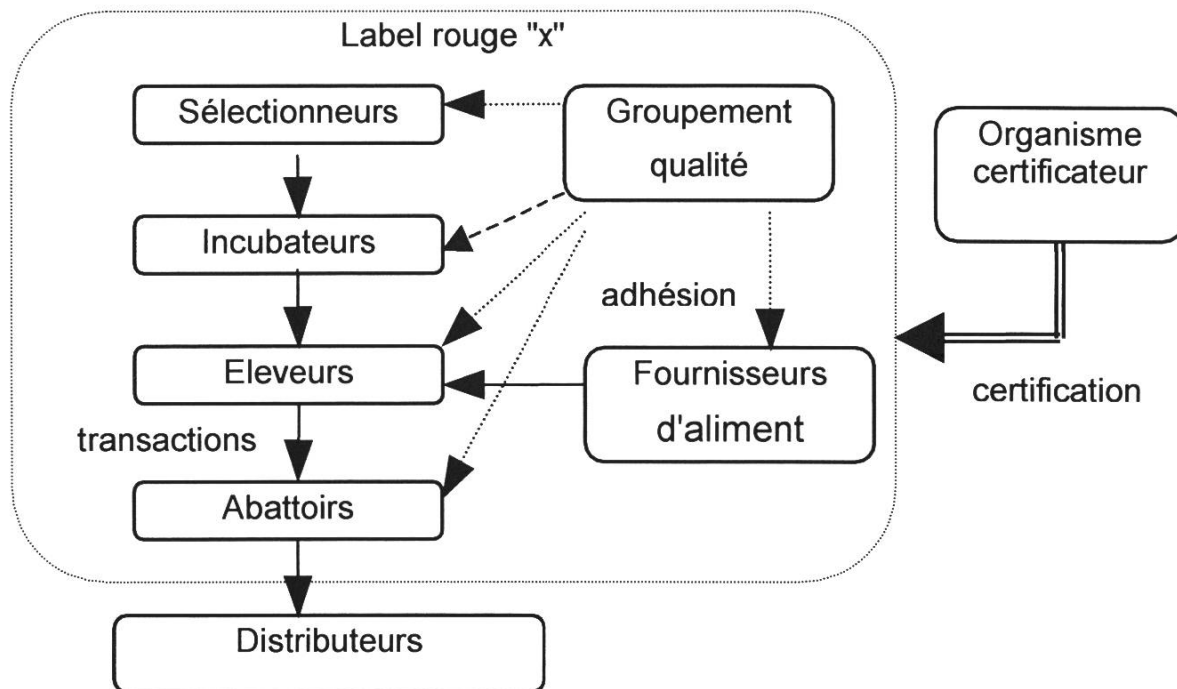 Label rouge "x"
Sélectionneurs
Groupement
qualité
Organisme
certificateur
Incubateurs
adhésion
Eleveurs
Fournisseurs
d'aliment
certification
transactions
Abattoirs
Distributeurs